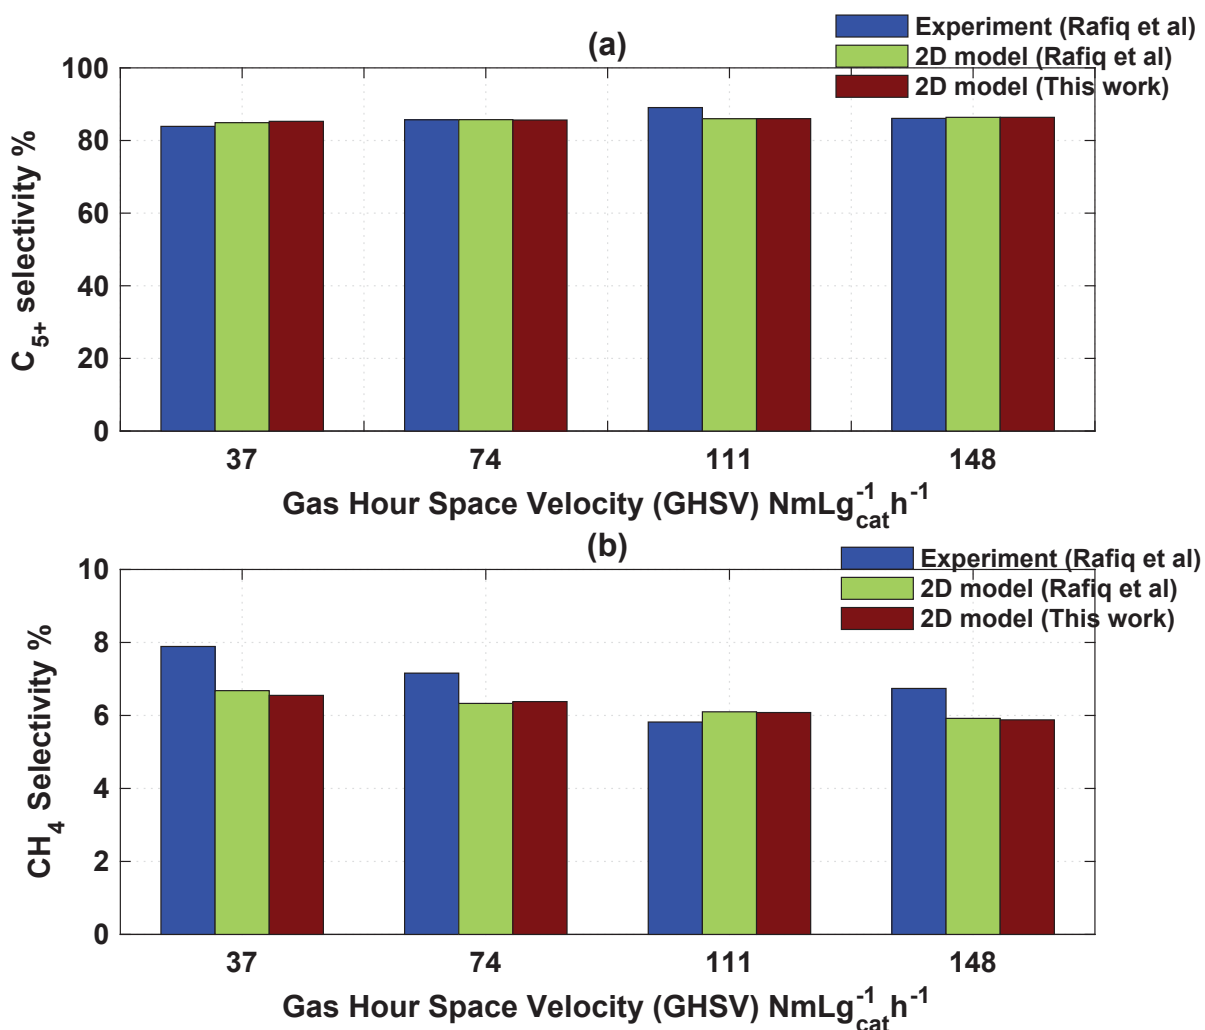 (a)
Experiment (Rafiq et al)
2D model (Rafiq et al)
2D model (This work)
100
80
60
40
20
0
C5+ selectivity %
37 74 111 148
Gas Hour Space Velocity (GHSV) NmLg-1cat h-1
(b)
Experiment (Rafiq et al)
2D model (Rafiq et al)
2D model (This work)
10
8
6
4
2
0
CH4 Selectivity %
37 74 111 148
Gas Hour Space Velocity (GHSV) NmLg-1cat h-1